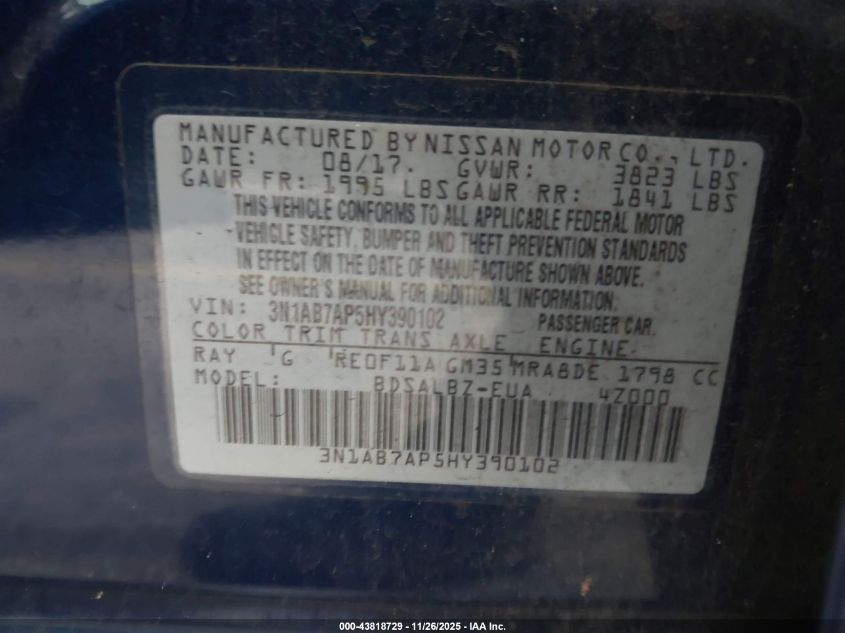 MANUFACTURED BY NISSAN MOTOR CO., LTD.
DATE: 08/17. GVWR: 3823 LBS
GAWR FR: 1995 LBS GAWR RR: 1841 LBS
THIS VEHICLE CONFORMS TO ALL APPLICABLE FEDERAL MOTOR
VEHICLE SAFETY, BUMPER AND THEFT PREVENTION STANDARDS
IN EFFECT ON THE DATE OF MANUFACTURE SHOWN ABOVE.
SEE OWNER'S MANUAL FOR ADDITIONAL INFORMATION.
VIN: 3N1AB7AP5HY390102 PASSENGER CAR.
COLOR TRIM TRANS AXLE ENGINE
RAY G RE0F11A GM35 MRA8DE 1798 CC
MODEL: BDSALBZ-EUA 4Z000
3N1AB7AP5HY390102
000-43818729 - 11/26/2025 - IAA Inc.